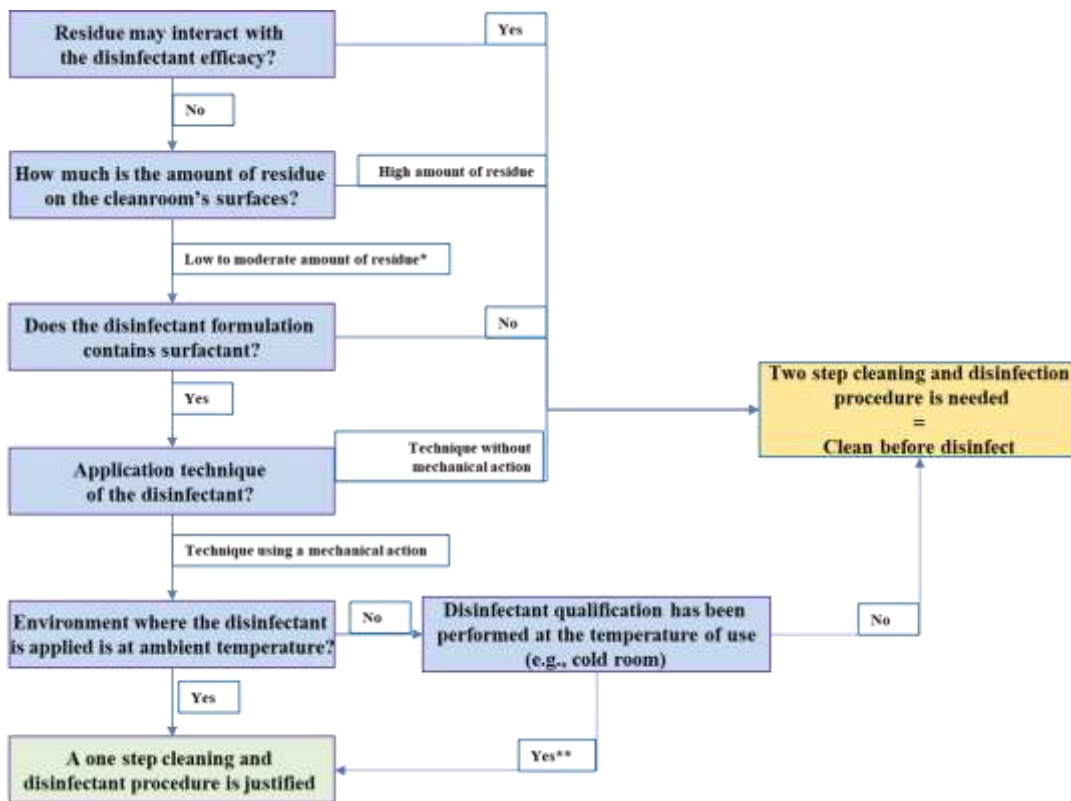 Residue may interact with
the disinfectant efficacy?
Yes
No
How much is the amount of residue
on the cleanroom's surfaces?
High amount of residue
Low to moderate amount of residue*
Does the disinfectant formulation
contains surfactant?
No
Yes
Two step cleaning and disinfection
procedure is needed
=
Clean before disinfect
Application technique
of the disinfectant?
Technique without
mechanical action
Technique using a mechanical action
Environment where the disinfectant
is applied is at ambient temperature?
No
Disinfectant qualification has been
performed at the temperature of use
(e.g., cold room)
No
Yes
Yes**
A one step cleaning and
disinfectant procedure is justified